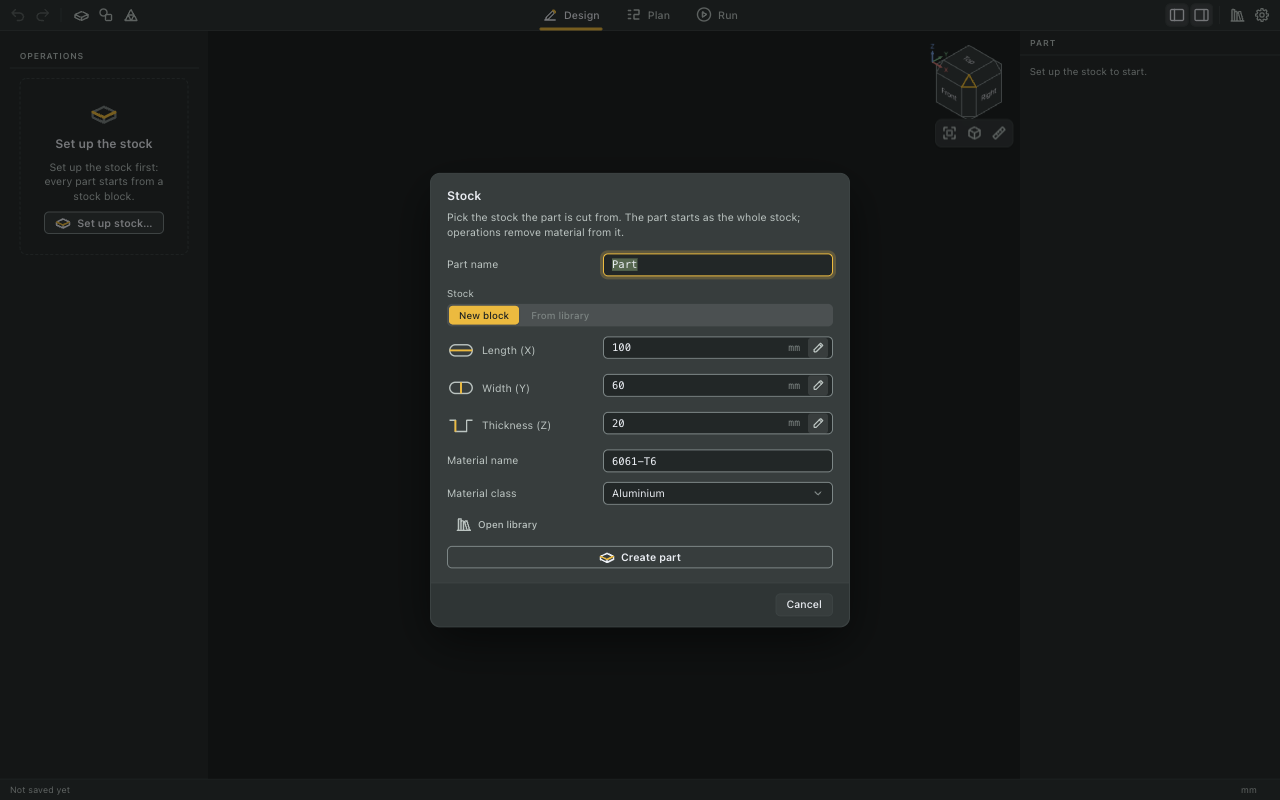 Design
Plan
Run
OPERATIONS
Set up the stock
Set up the stock first:
every part starts from a
stock block.
Set up stock...
Z
Y
X
Top
Front
Right
PART
Set up the stock to start.
Stock
Pick the stock the part is cut from. The part starts as the whole stock;
operations remove material from it.
Part name
Part
Stock
New block
From library
Length (X)
100
mm
Width (Y)
60
mm
Thickness (Z)
20
mm
Material name
6061-T6
Material class
Aluminium
Open library
Create part
Cancel
Not saved yet
mm